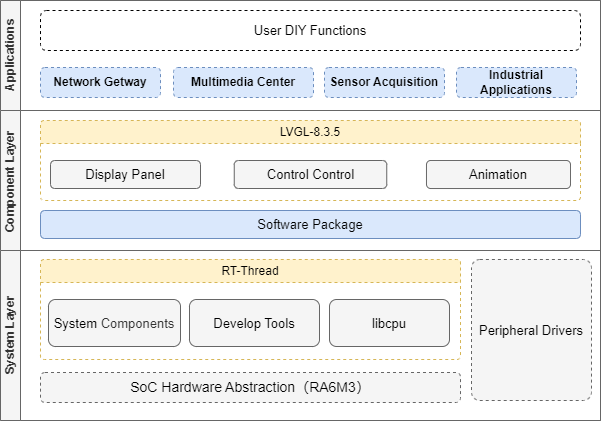 Applications
User DIY Functions
Network Getway
Multimedia Center
Sensor Acquisition
Industrial
Applications
Component Layer
LVGL-8.3.5
Display Panel
Control Control
Animation
Software Package
System Layer
RT-Thread
System Components
Develop Tools
libcpu
Peripheral Drivers
SoC Hardware Abstraction（RA6M3）